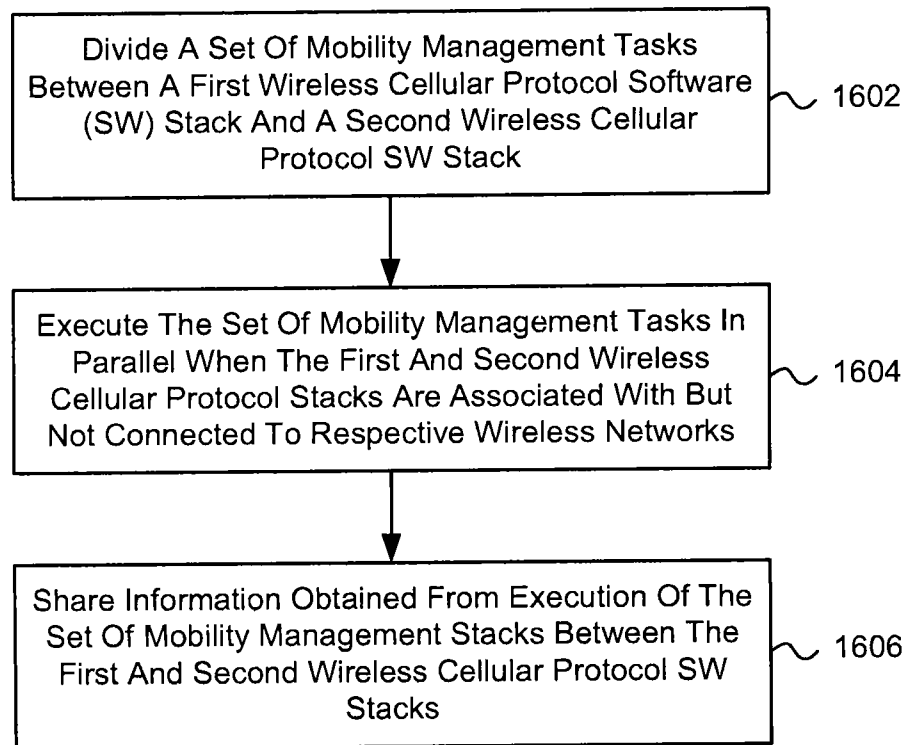 Divide A Set Of Mobility Management Tasks
Between A First Wireless Cellular Protocol Software
(SW) Stack And A Second Wireless Cellular
Protocol SW Stack
1602
Execute The Set Of Mobility Management Tasks In
Parallel When The First And Second Wireless
Cellular Protocol Stacks Are Associated With But
Not Connected To Respective Wireless Networks
1604
Share Information Obtained From Execution Of The
Set Of Mobility Management Stacks Between The
First And Second Wireless Cellular Protocol SW
Stacks
1606